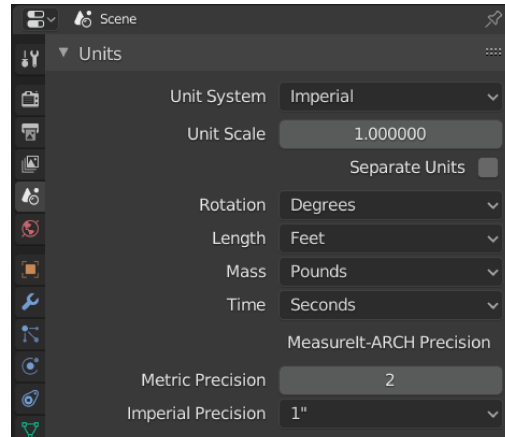 Scene
Units
Unit System Imperial
Unit Scale 1.000000
Separate Units
Rotation Degrees
Length Feet
Mass Pounds
Time Seconds
MeasureIt-ARCH Precision
Metric Precision 2
Imperial Precision 1"